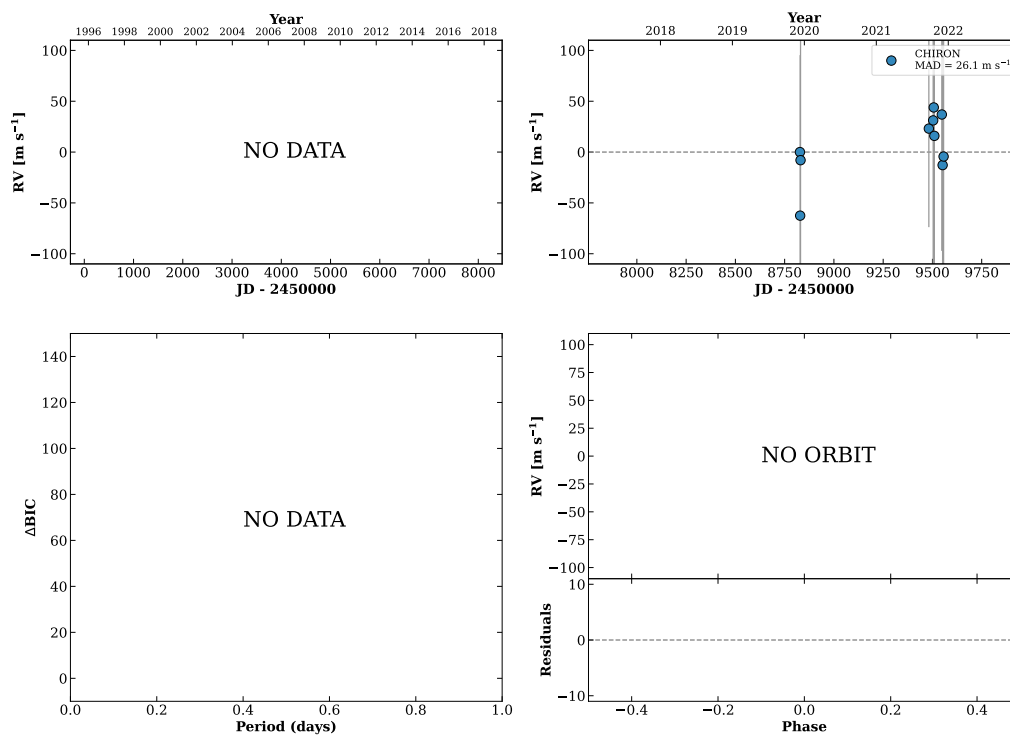 Year
1996 1998 2000 2002 2004 2006 2008 2010 2012 2014 2016 2018
100
50
0
−50
−100
RV [m s⁻¹]
NO DATA
0 1000 2000 3000 4000 5000 6000 7000 8000
JD - 2450000
Year
2018 2019 2020 2021 2022
100
50
0
−50
−100
RV [m s⁻¹]
CHIRON
MAD = 26.1 m s⁻¹
8000 8250 8500 8750 9000 9250 9500 9750
JD - 2450000
140
120
100
80
60
40
20
0
ΔBIC
NO DATA
0.0 0.2 0.4 0.6 0.8 1.0
Period (days)
100
75
50
25
0
−25
−50
−75
−100
RV [m s⁻¹]
NO ORBIT
10
0
−10
Residuals
−0.4 −0.2 0.0 0.2 0.4
Phase